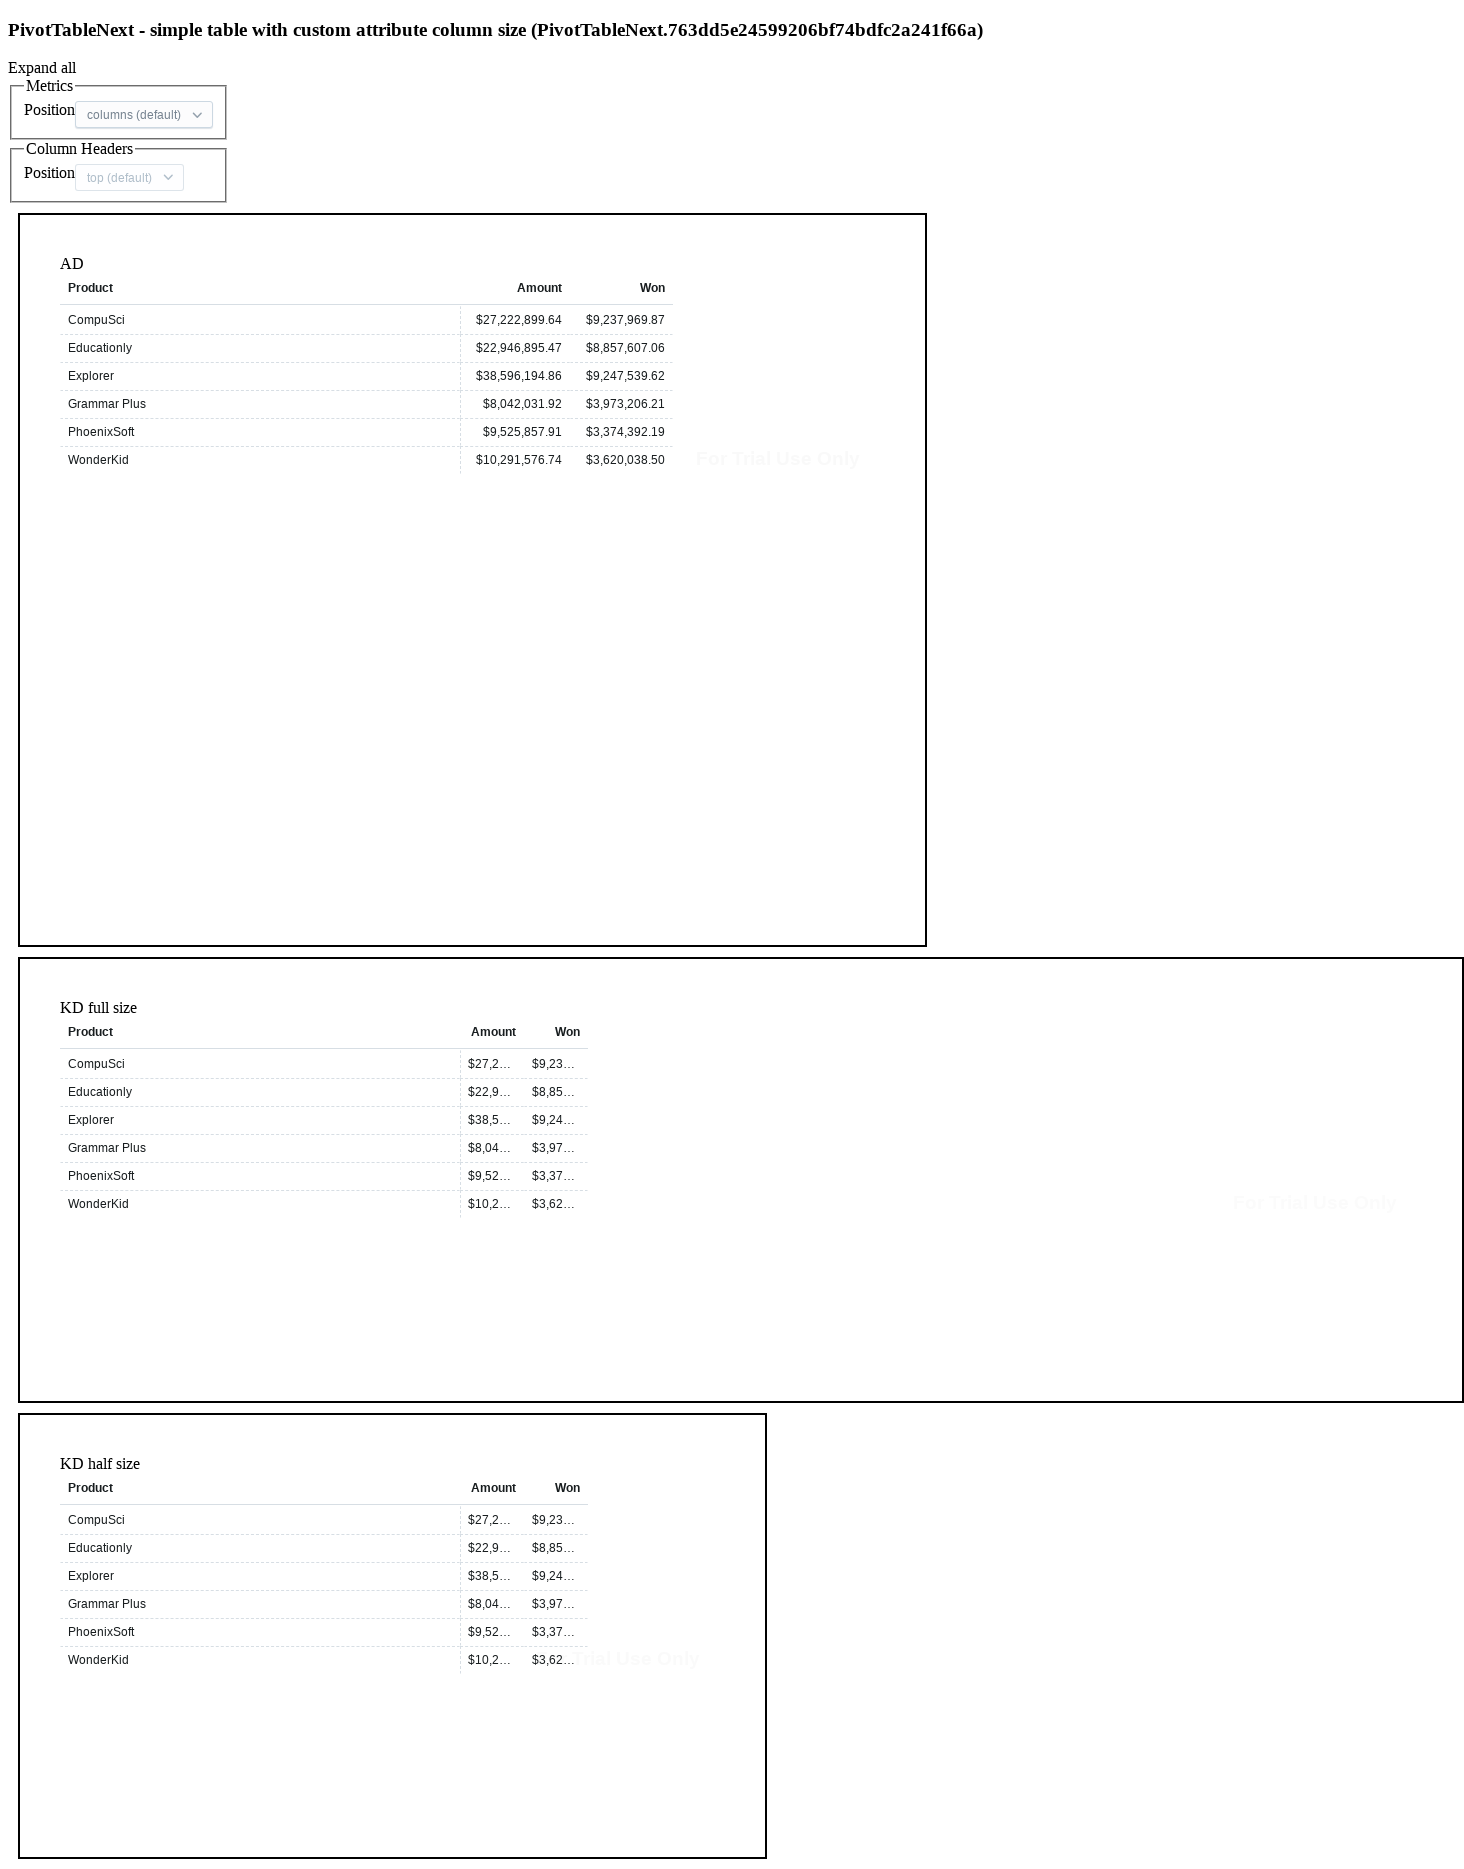 PivotTableNext - simple table with custom attribute column size (PivotTableNext.763dd5e24599206bf74bdfc2a241f66a)
Expand all
Metrics
Position columns (default)
Column Headers
Position top (default)
AD
Product Amount Won
CompuSci $27,222,899.64 $9,237,969.87
Educationly $22,946,895.47 $8,857,607.06
Explorer $38,596,194.86 $9,247,539.62
Grammar Plus $8,042,031.92 $3,973,206.21
PhoenixSoft $9,525,857.91 $3,374,392.19
WonderKid $10,291,576.74 $3,620,038.50
For Trial Use Only
KD full size
Product Amount Won
CompuSci $27,2… $9,23…
Educationly $22,9… $8,85…
Explorer $38,5… $9,24…
Grammar Plus $8,04… $3,97…
PhoenixSoft $9,52… $3,37…
WonderKid $10,2… $3,62…
For Trial Use Only
KD half size
Product Amount Won
CompuSci $27,2… $9,23…
Educationly $22,9… $8,85…
Explorer $38,5… $9,24…
Grammar Plus $8,04… $3,97…
PhoenixSoft $9,52… $3,37…
WonderKid $10,2… $3,62…
Trial Use Only